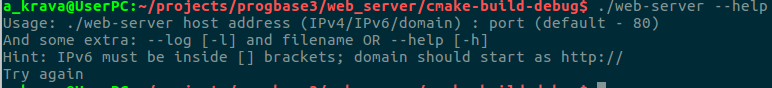 a_krava@UserPC:~/projects/progbase3/web_server/cmake-build-debug$ ./web-server --help
Usage: ./web-server host address (IPv4/IPv6/domain) : port (default - 80)
And some extra: --log [-l] and filename OR --help [-h]
Hint: IPv6 must be inside [] brackets; domain should start as http://
Try again